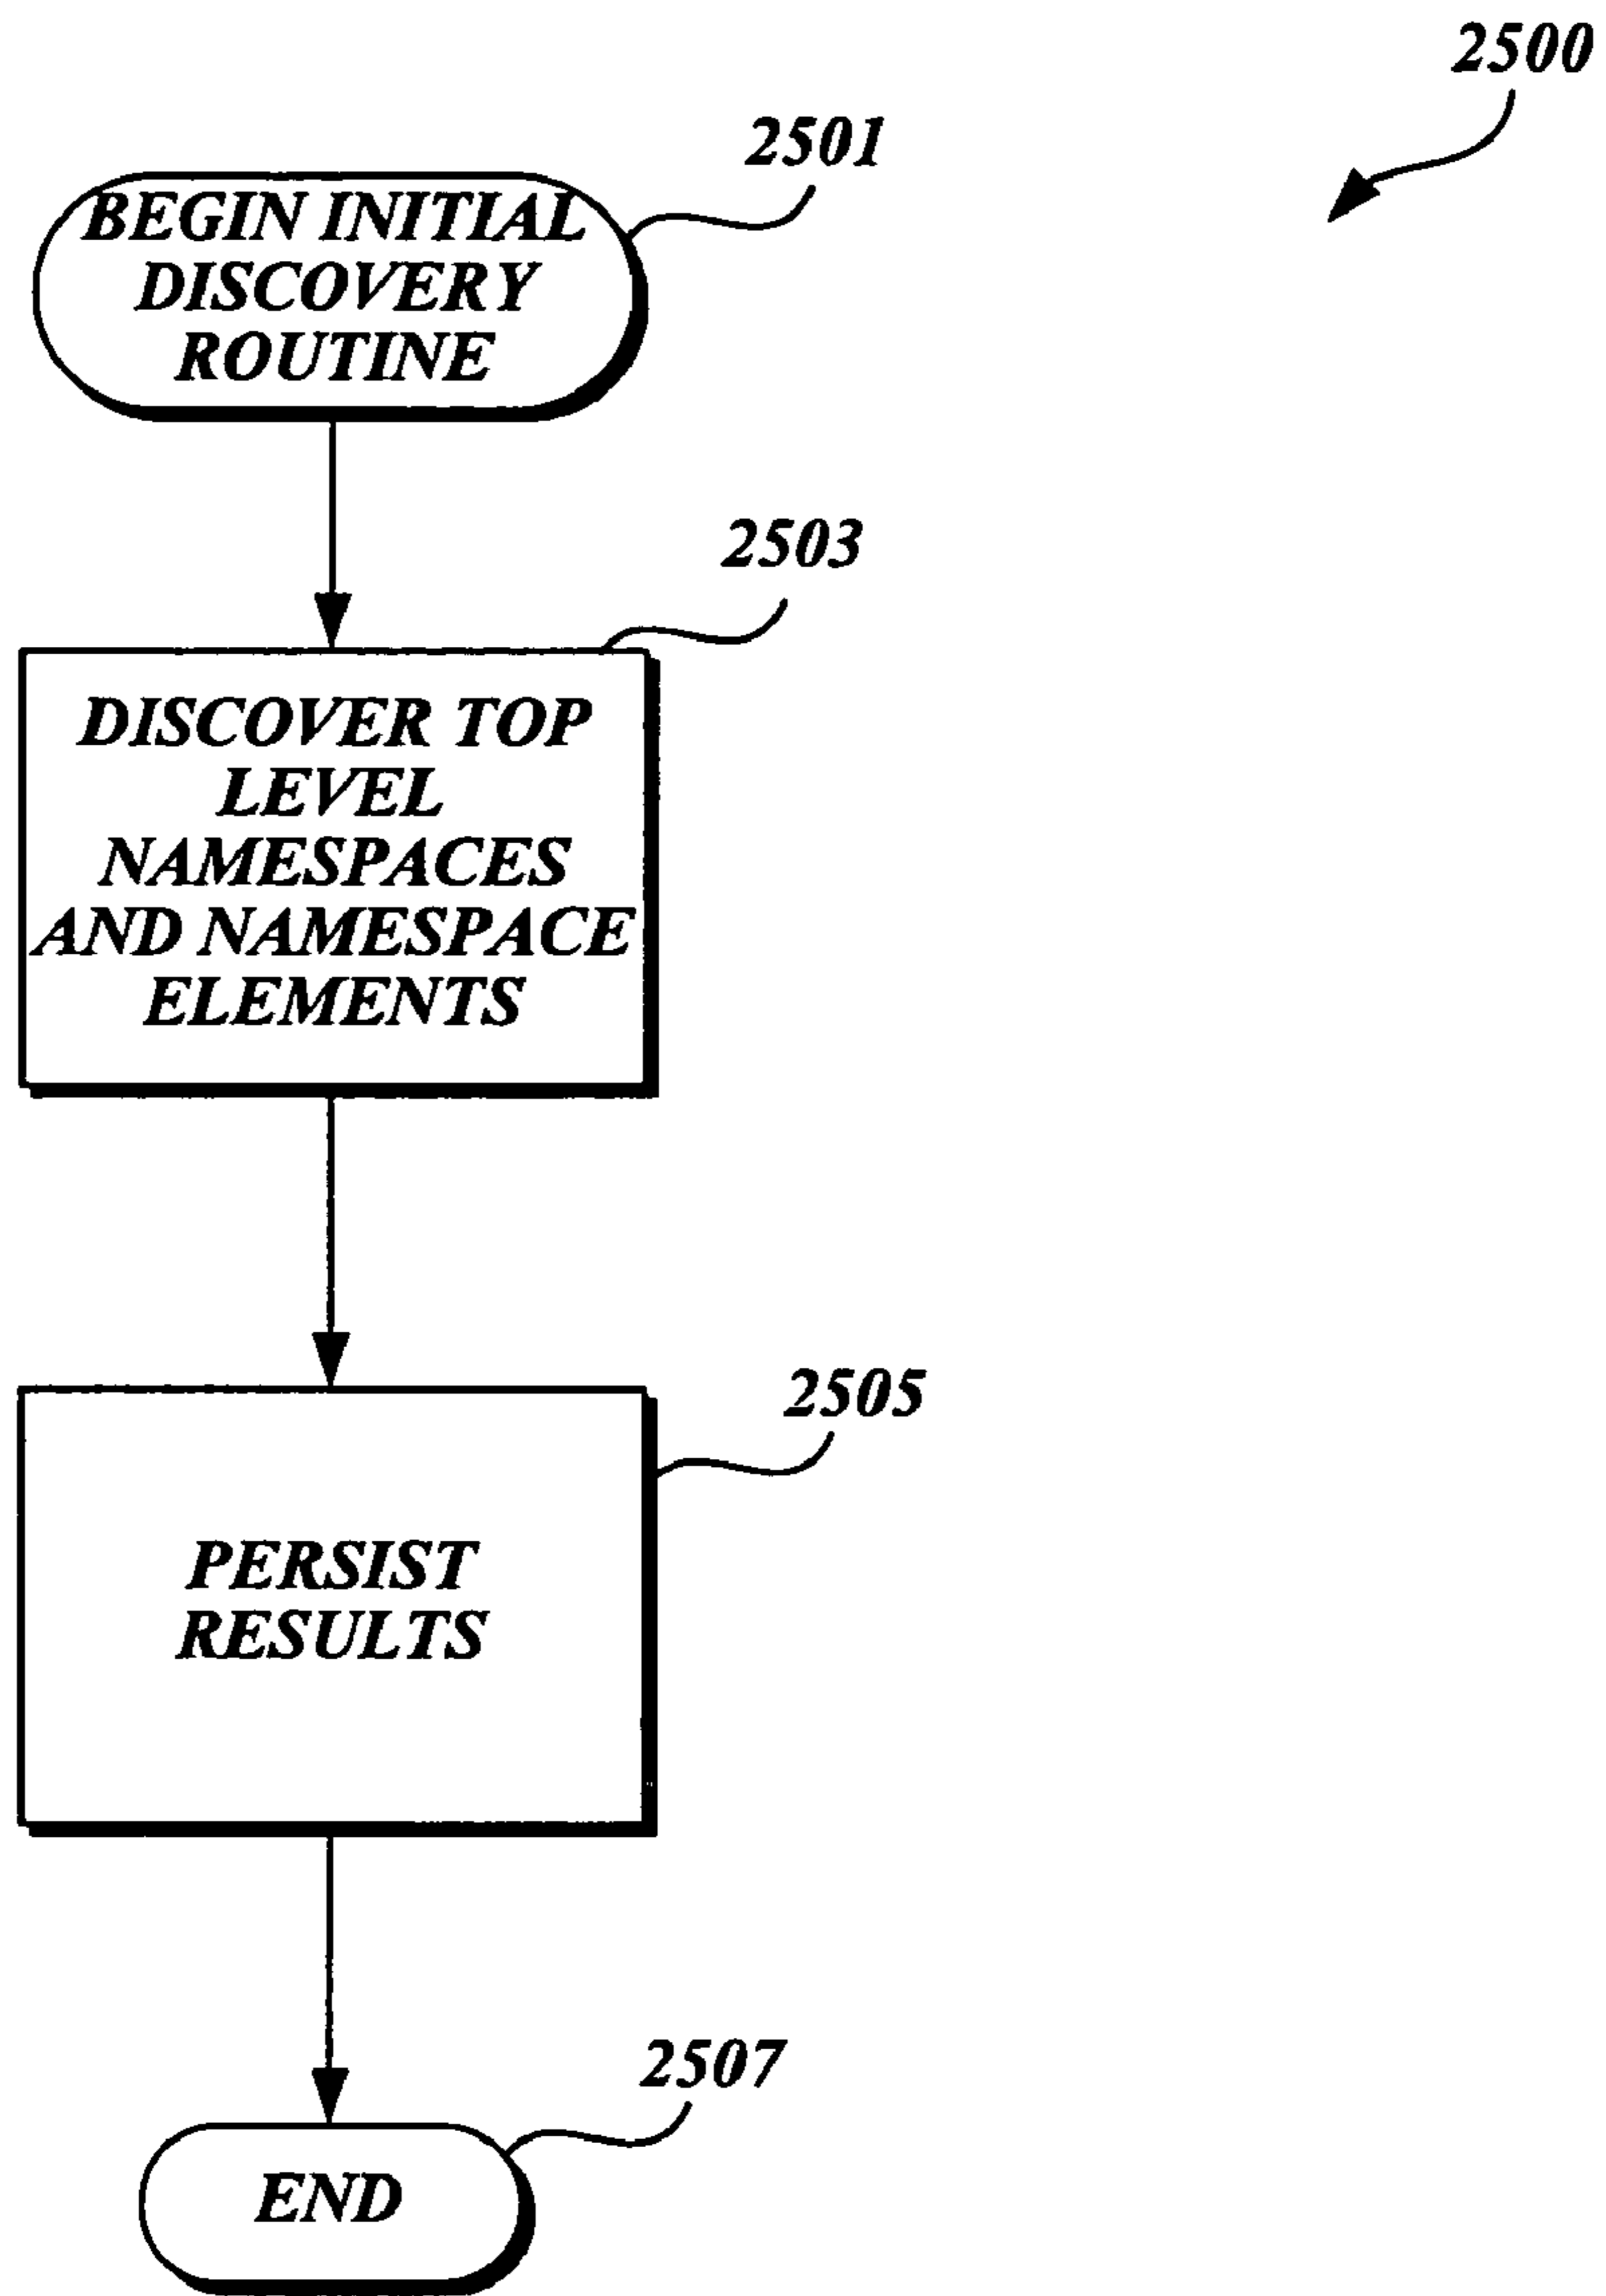 2500
2501
BEGIN INITIAL
DISCOVERY
ROUTINE
2503
DISCOVER TOP
LEVEL
NAMESPACES
AND NAMESPACE
ELEMENTS
2505
PERSIST
RESULTS
2507
END